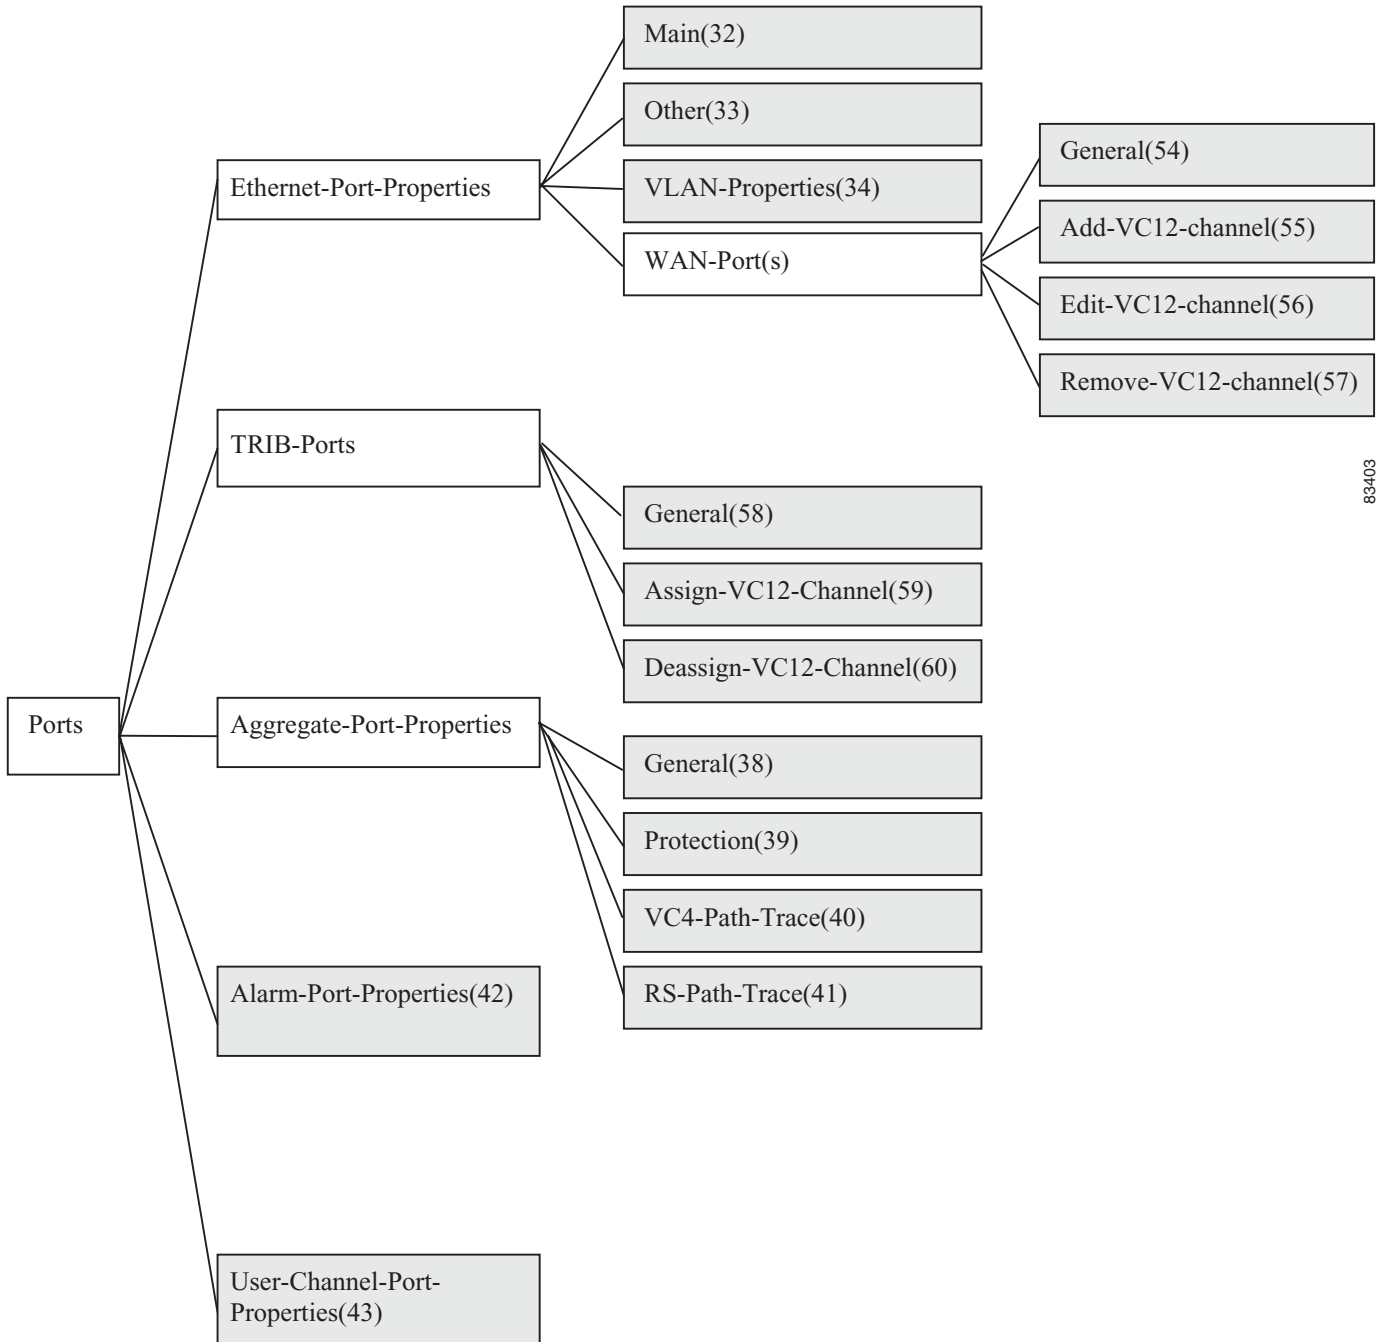 Main(32)
Other(33)
General(54)
Ethernet-Port-Properties
VLAN-Properties(34)
Add-VC12-channel(55)
WAN-Port(s)
Edit-VC12-channel(56)
Remove-VC12-channel(57)
TRIB-Ports
83403
General(58)
Assign-VC12-Channel(59)
Deassign-VC12-Channel(60)
Ports
Aggregate-Port-Properties
General(38)
Protection(39)
VC4-Path-Trace(40)
Alarm-Port-Properties(42)
RS-Path-Trace(41)
User-Channel-Port-
Properties(43)